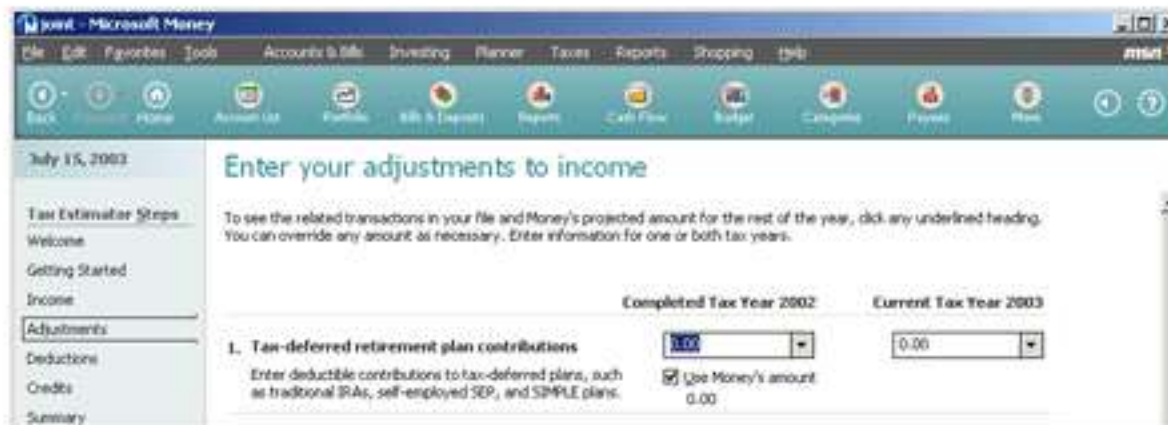 joint - Microsoft Money
File Edit Favorites Tools Accounts & Bills Investing Planner Taxes Reports Shopping Help msn
Back Home Account List Portfolio Bills & Deposits Reports Cash Flow Budget Categories Payees More
July 15, 2003
Enter your adjustments to income
Tax Estimator Steps
Welcome
Getting Started
Income
Adjustments
Deductions
Credits
Summary
To see the related transactions in your file and Money's projected amount for the rest of the year, click any underlined heading.
You can override any amount as necessary. Enter information for one or both tax years.
Completed Tax Year 2002 Current Tax Year 2003
1. Tax-deferred retirement plan contributions 0.00 0.00
Enter deductible contributions to tax-deferred plans, such
as traditional IRAs, self-employed SEP, and SIMPLE plans.
Use Money's amount
0.00